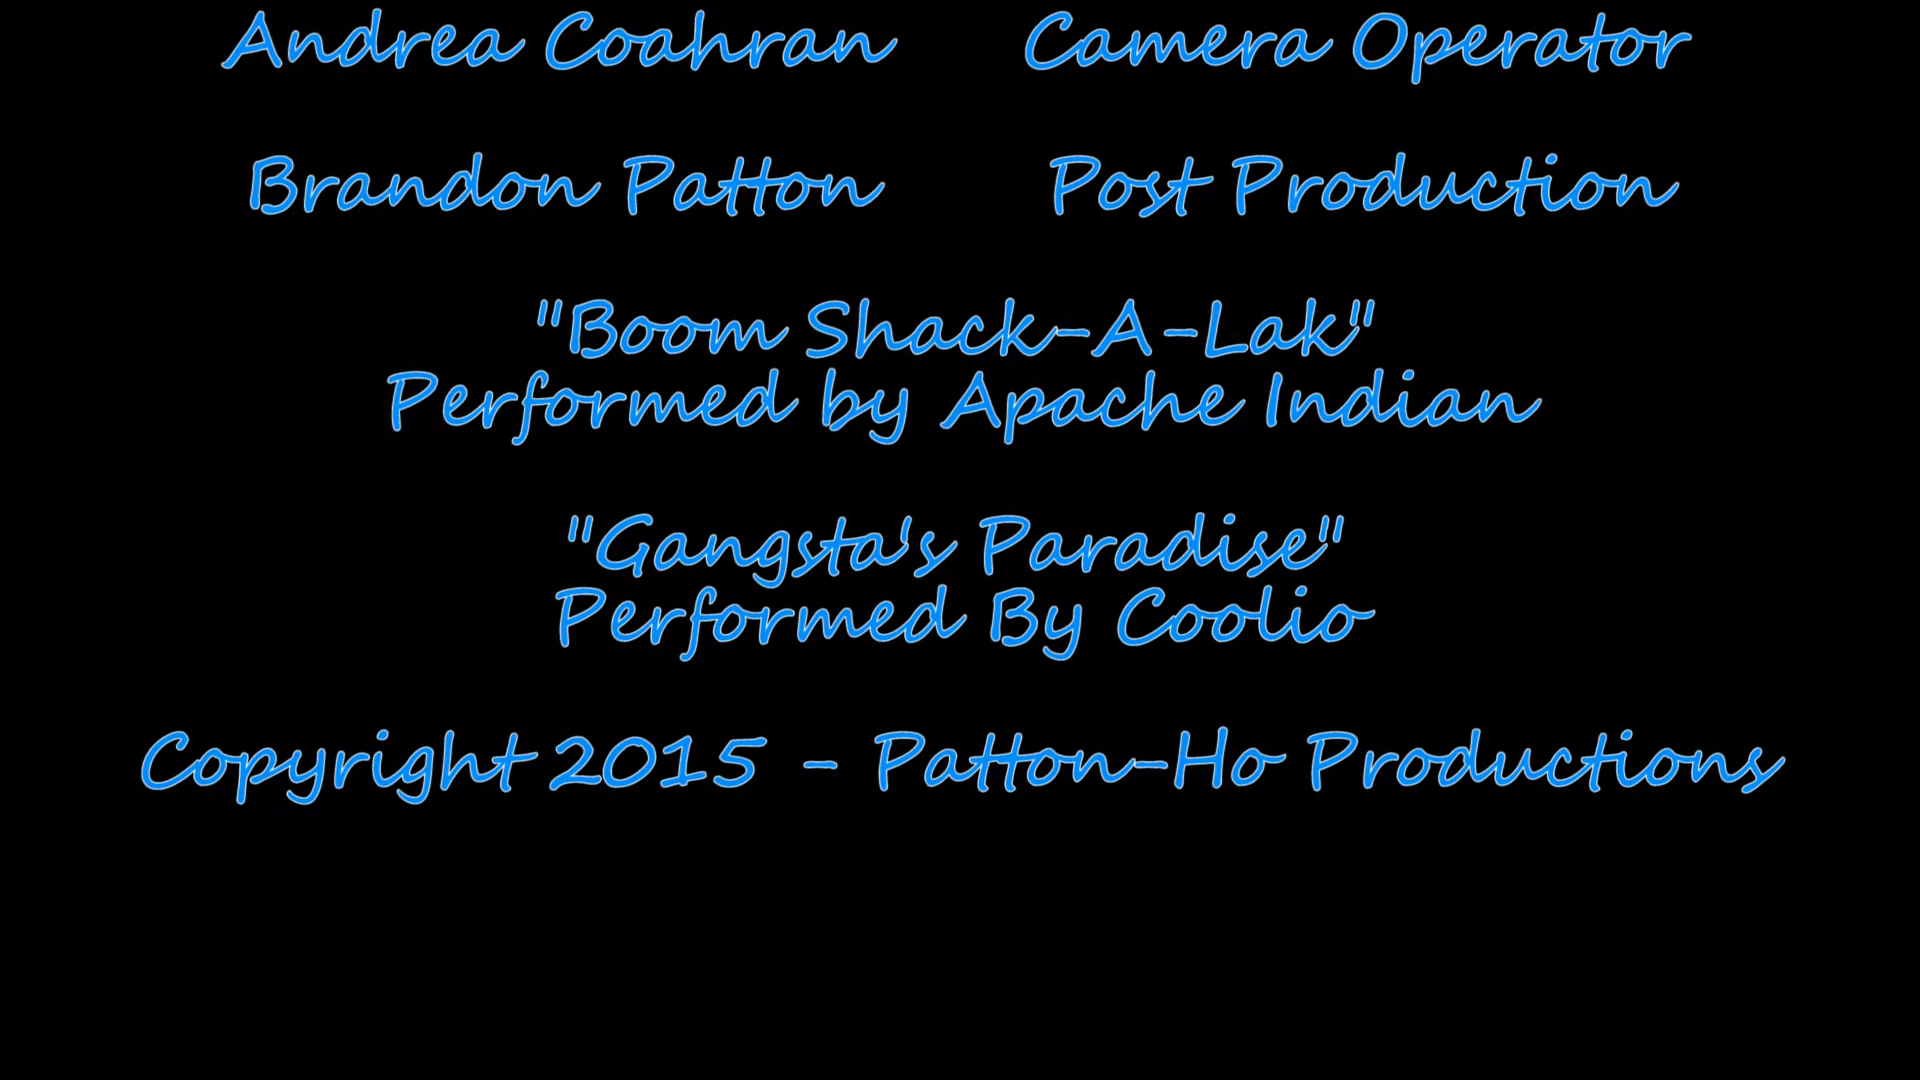 Andrea Coahran Camera Operator
Brandon Patton Post Production
"Boom Shack-A-Lak"
Performed by Apache Indian
"Gangsta's Paradise"
Performed By Coolio
Copyright 2015 - Patton-Ho Productions